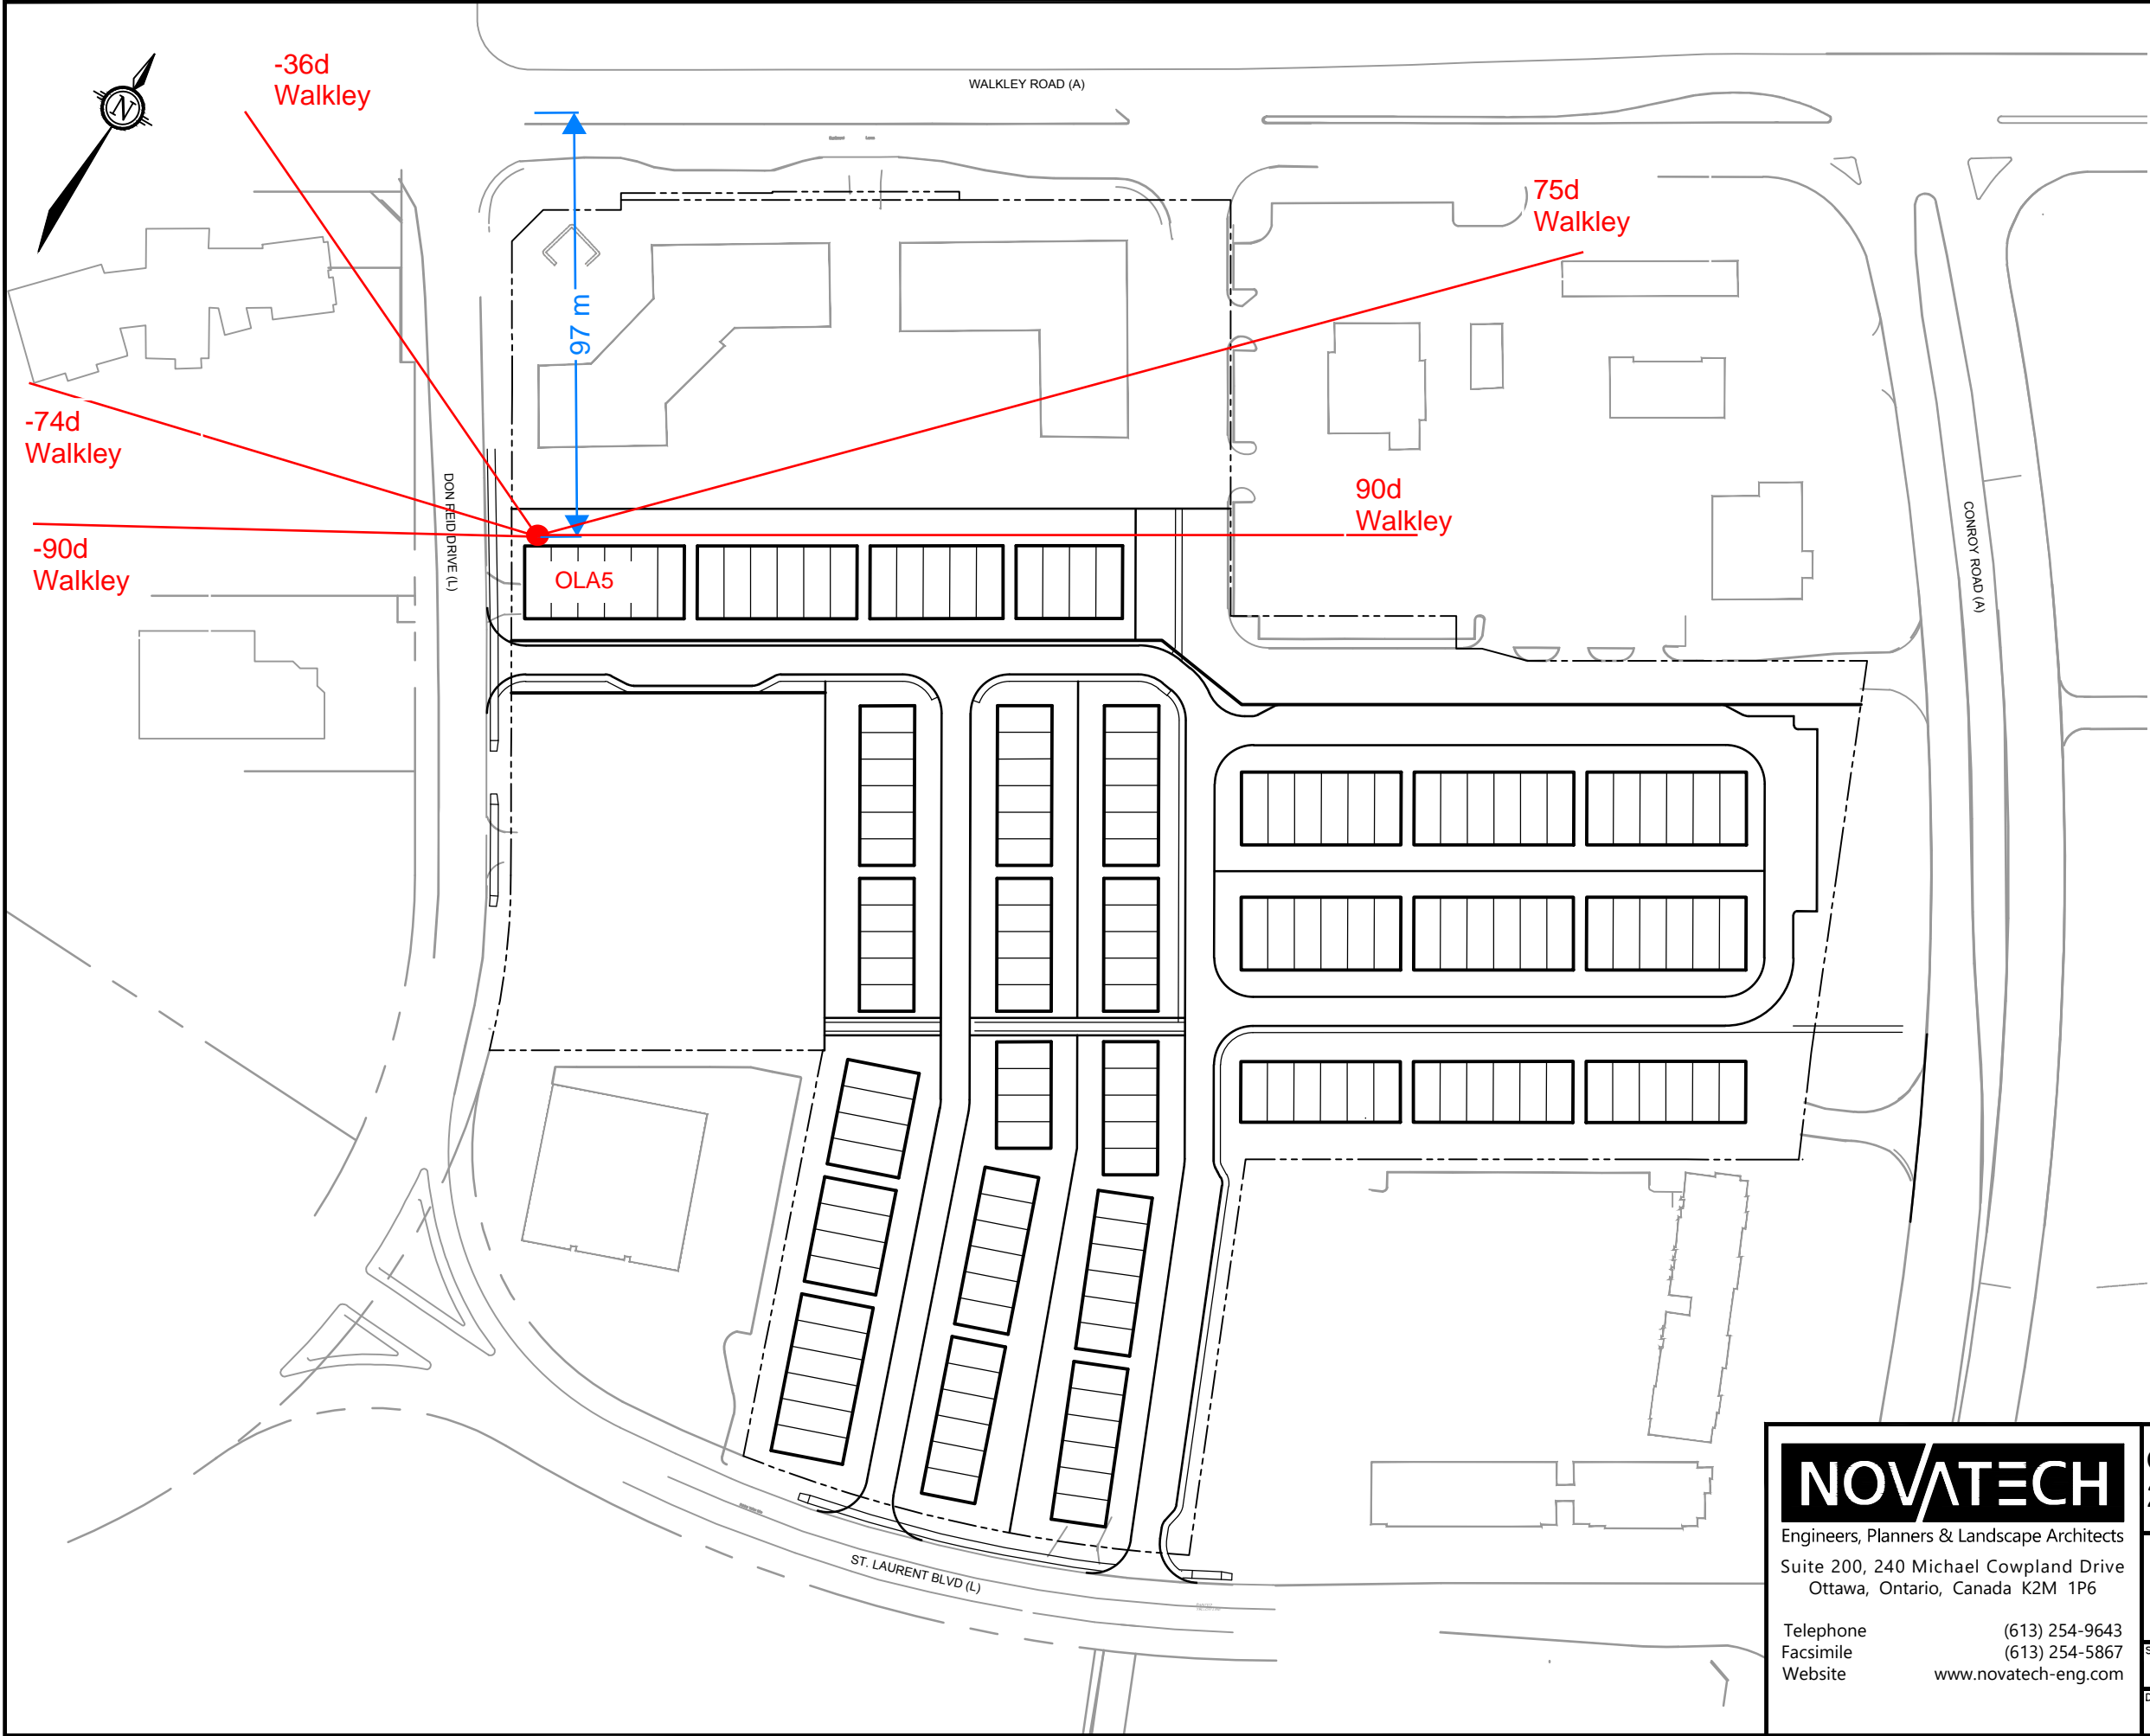 -36d
Walkley
WALKLEY ROAD (A)
N
75d
Walkley
97 m
-74d
Walkley
90d
Walkley
-90d
Walkley
DON REID DRIVE (L)
OLA5
CONROY ROAD (A)
ST. LAURENT BLVD (L)
NOVATECH
Engineers, Planners & Landscape Architects
Suite 200, 240 Michael Cowpland Drive
Ottawa, Ontario, Canada K2M 1P6
Telephone (613) 254-9643
Facsimile (613) 254-5867
Website www.novatech-eng.com